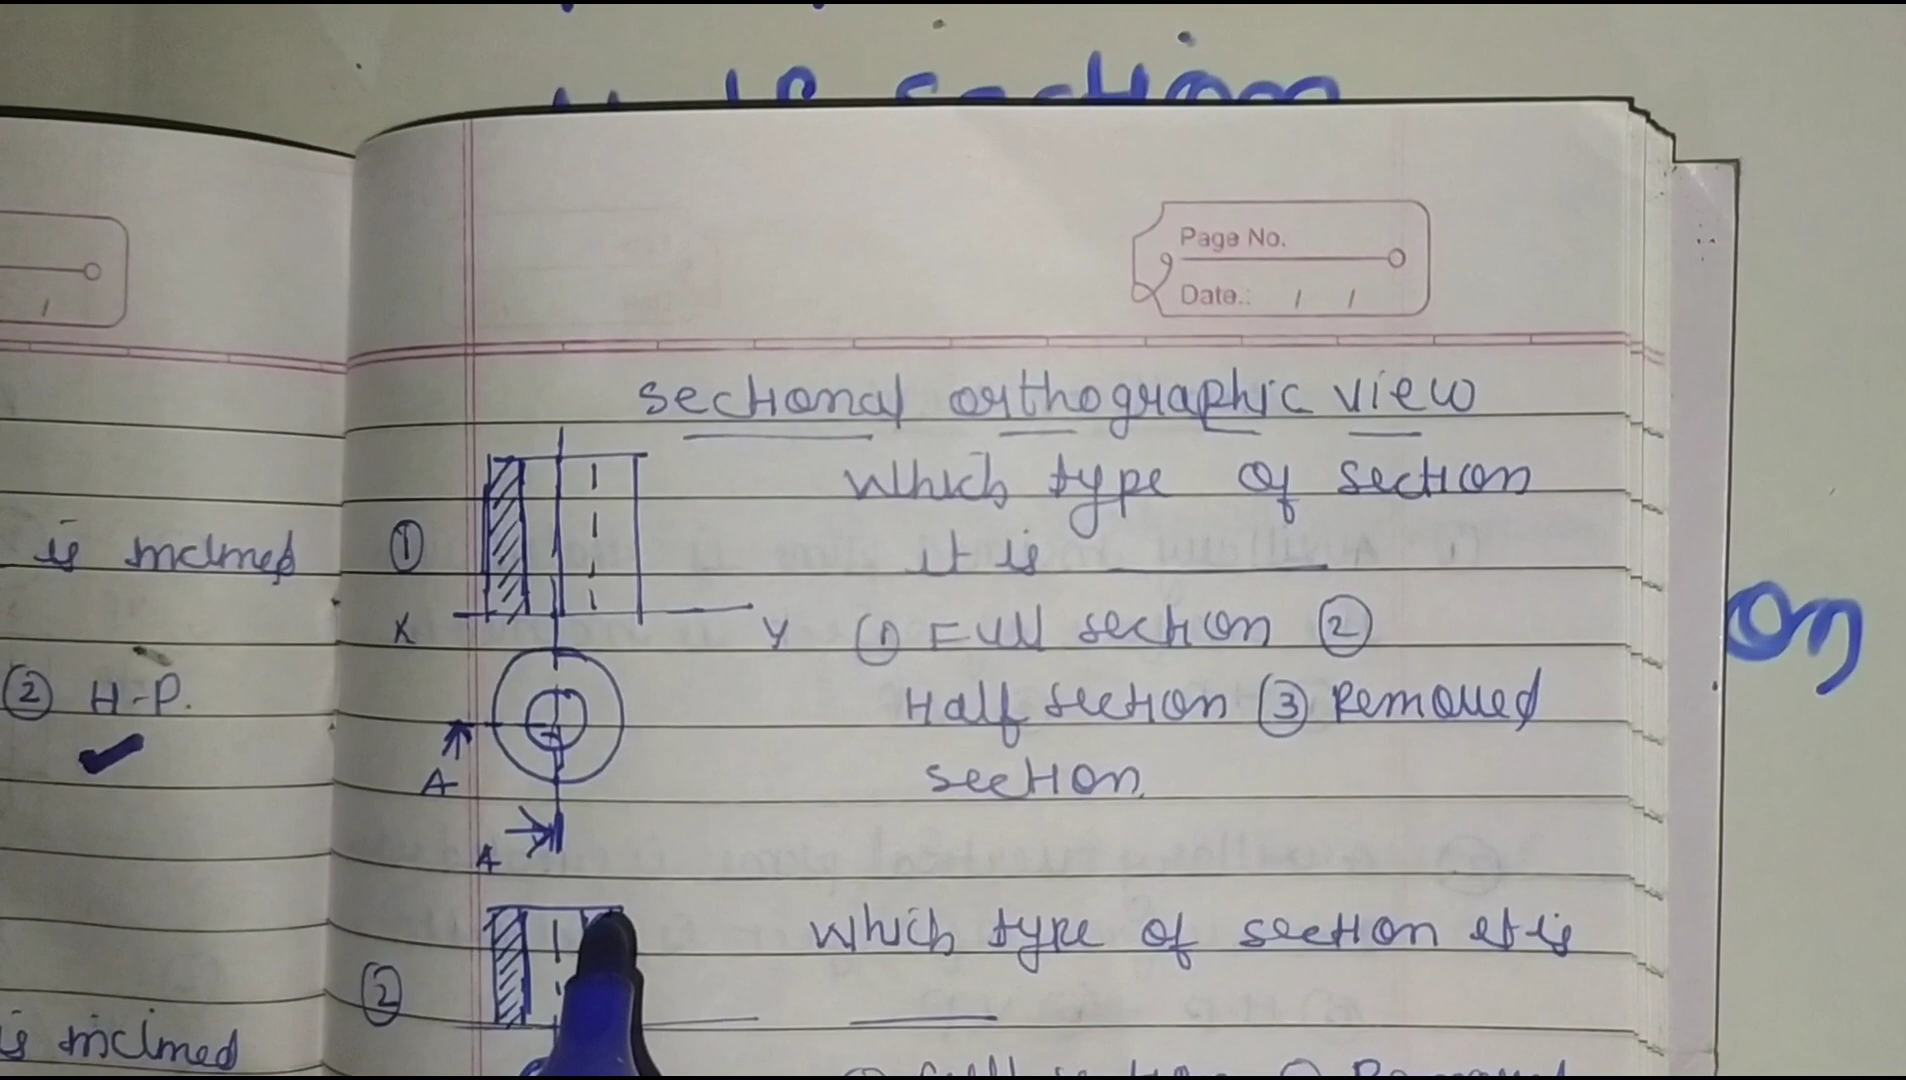 section
Page No.
Date.: / /
sectional orthographic view
which type of section
is inclined ① it is
X Y ① Full section ②
② H-P. Half section ③ Removed
A section
A
which type of section it is
②
is inclined